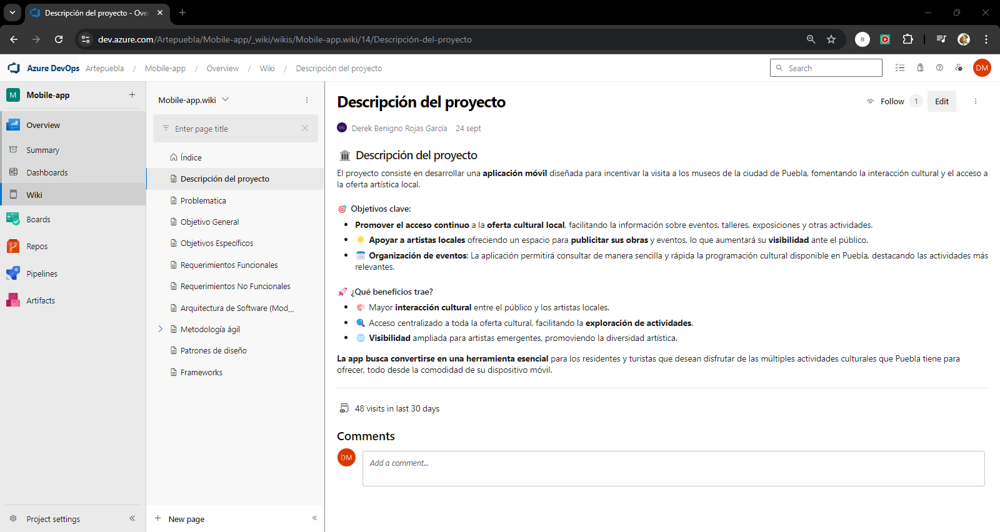 Descripción del proyecto - Ove
dev.azure.com/Artepuebla/Mobile-app/_wiki/wikis/Mobile-app.wiki/14/Descripción-del-proyecto
B
Azure DevOps Artepuebla / Mobile-app / Overview / Wiki / Descripción del proyecto
Search
DM
M Mobile-app
Overview
Summary
Dashboards
Wiki
Boards
Repos
Pipelines
Artifacts
Project settings
Mobile-app.wiki
Enter page title
Índice
Descripción del proyecto
Problematica
Objetivo General
Objetivos Específicos
Requerimientos Funcionales
Requerimientos No Funcionales
Arquitectura de Software (Mod...
Metodología ágil
Patrones de diseño
Frameworks
New page
Descripción del proyecto
Follow 1 Edit
DG Derek Benigno Rojas García 24 sept
Descripción del proyecto
El proyecto consiste en desarrollar una aplicación móvil diseñada para incentivar la visita a los museos de la ciudad de Puebla, fomentando la interacción cultural y el acceso a
la oferta artística local.
Objetivos clave:
• Promover el acceso continuo a la oferta cultural local, facilitando la información sobre eventos, talleres, exposiciones y otras actividades.
• Apoyar a artistas locales ofreciendo un espacio para publicitar sus obras y eventos, lo que aumentará su visibilidad ante el público.
• Organización de eventos: La aplicación permitirá consultar de manera sencilla y rápida la programación cultural disponible en Puebla, destacando las actividades más
relevantes.
¿Qué beneficios trae?
• Mayor interacción cultural entre el público y los artistas locales.
• Acceso centralizado a toda la oferta cultural, facilitando la exploración de actividades.
• Visibilidad ampliada para artistas emergentes, promoviendo la diversidad artística.
La app busca convertirse en una herramienta esencial para los residentes y turistas que desean disfrutar de las múltiples actividades culturales que Puebla tiene para
ofrecer, todo desde la comodidad de su dispositivo móvil.
48 visits in last 30 days
Comments
DM
Add a comment...